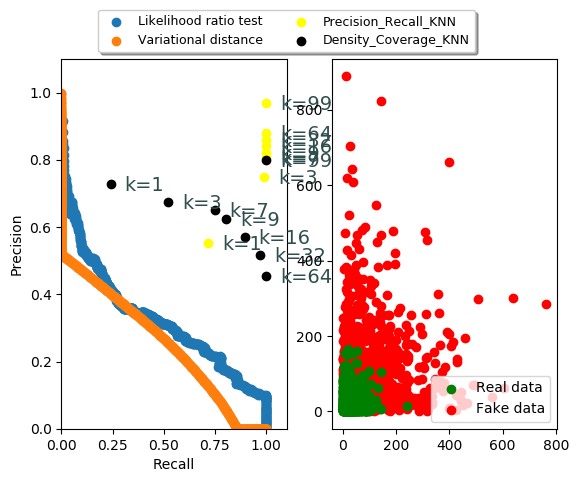 Likelihood ratio test
Variational distance
Precision_Recall_KNN
Density_Coverage_KNN
Precision
1.0
0.8
0.6
0.4
0.2
0.0
0.00 0.25 0.50 0.75 1.00
Recall
k=99
k=64
k=99
k=3
k=1
k=3
k=7
k=9
k=1
k=16
k=32
k=64
800
600
400
200
0
0 200 400 600 800
Real data
Fake data